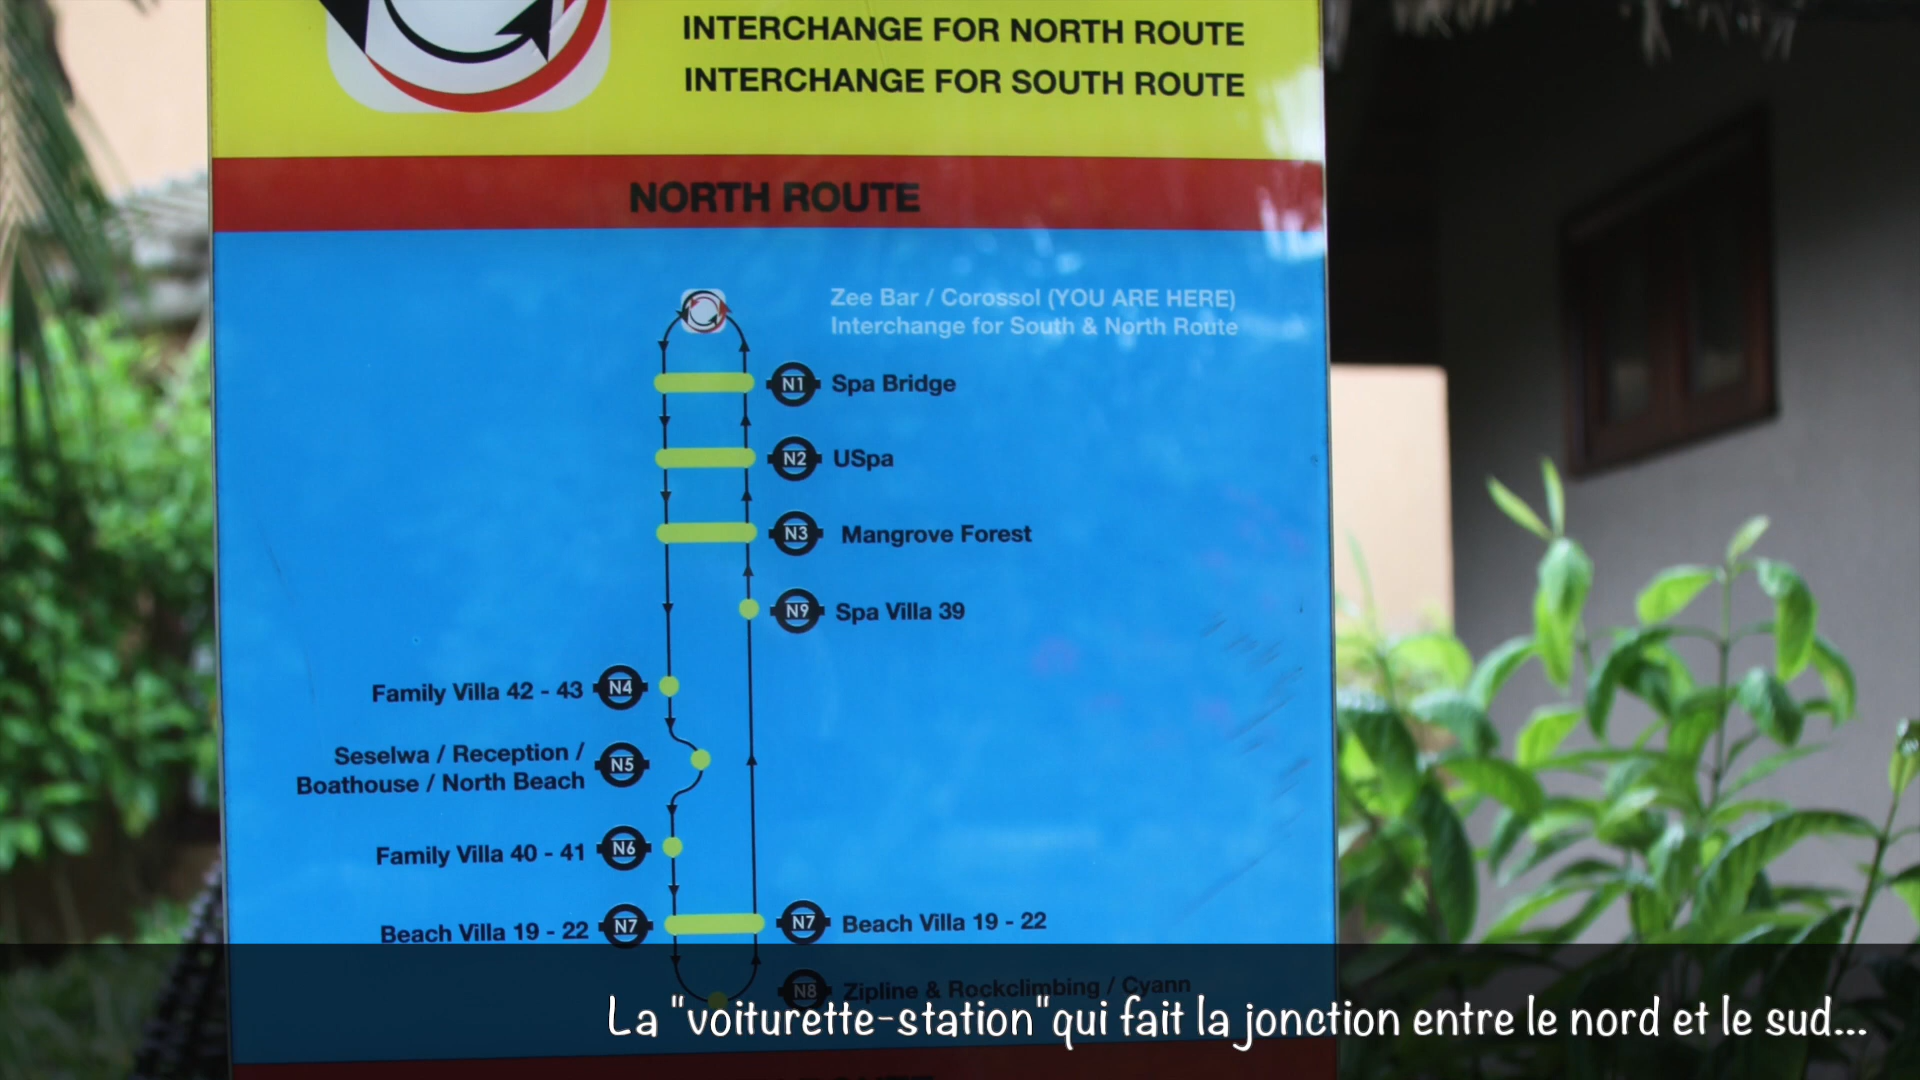 INTERCHANGE FOR NORTH ROUTE
INTERCHANGE FOR SOUTH ROUTE
NORTH ROUTE
Zee Bar / Corossol (YOU ARE HERE)
Interchange for South & North Route
N1 Spa Bridge
N2 USpa
N3 Mangrove Forest
N9 Spa Villa 39
Family Villa 42 - 43 N4
Seselwa / Reception /
Boathouse / North Beach N5
Family Villa 40 - 41 N6
Beach Villa 19 - 22 N7 N7 Beach Villa 19 - 22
N8 Zipline & Rockclimbing / Cyann
La "voiturette-station"qui fait la jonction entre le nord et le sud...